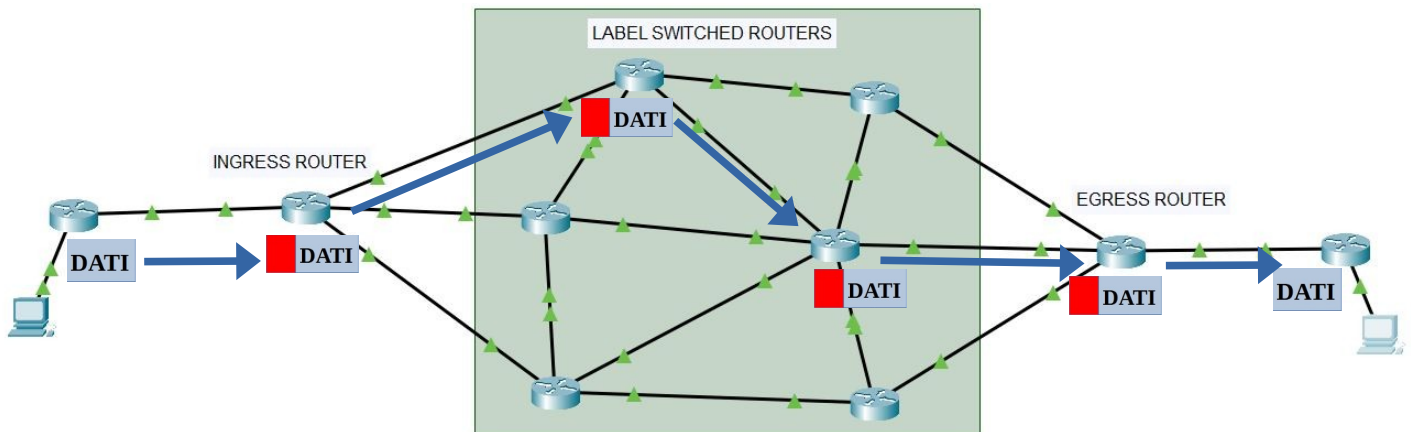 LABEL SWITCHED ROUTERS
DATI
INGRESS ROUTER
EGRESS ROUTER
DATI
DATI
DATI
DATI
DATI